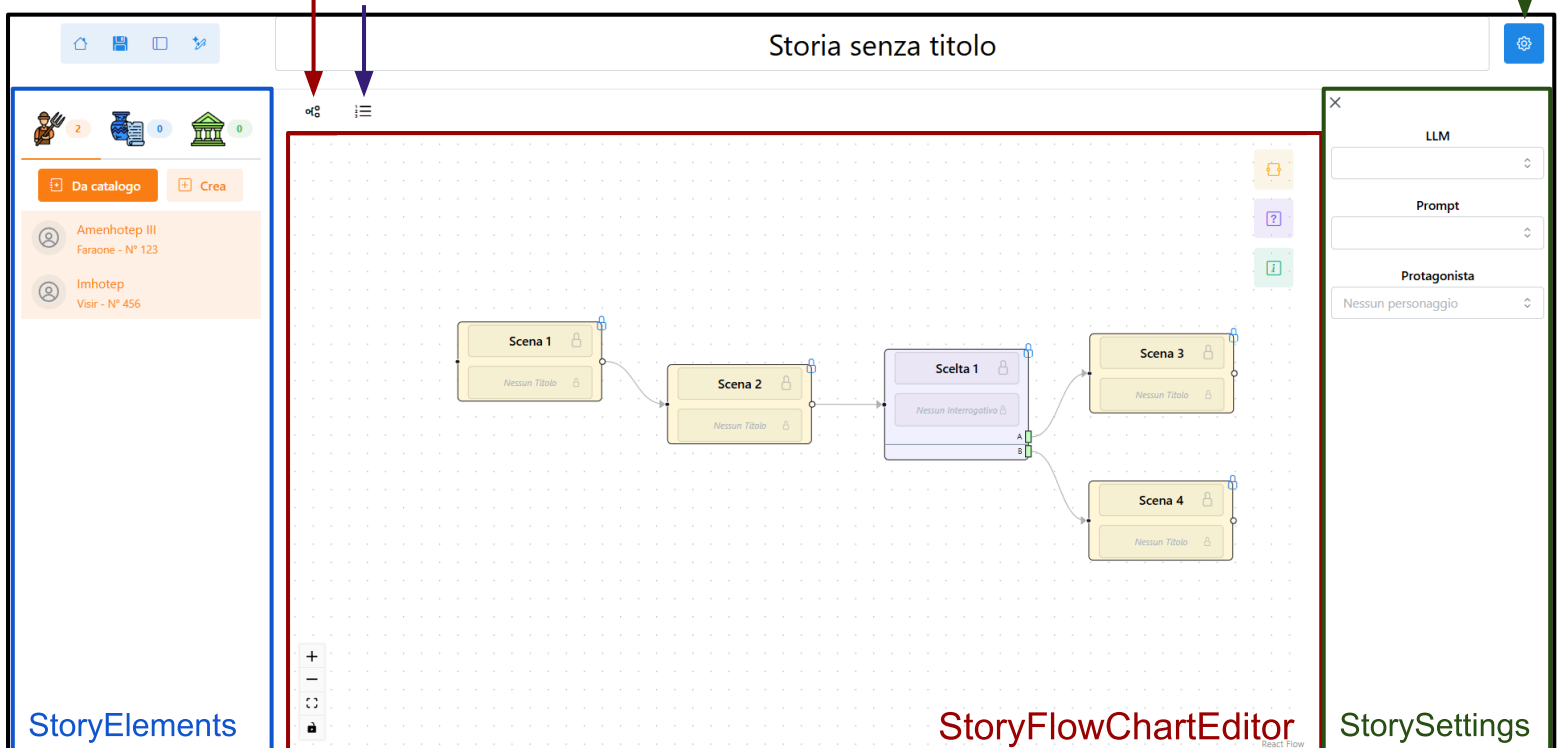 Storia senza titolo
2
0
0
Da catalogo
Crea
Amenhotep III
Faraone - N° 123
Imhotep
Visir - N° 456
StoryElements
Scena 1
Nessun Titolo
Scena 2
Nessun Titolo
Scelta 1
Nessun Interrogativo
A
B
Scena 3
Nessun Titolo
Scena 4
Nessun Titolo
StoryFlowChartEditor
React Flow
LLM
Prompt
Protagonista
Nessun personaggio
StorySettings